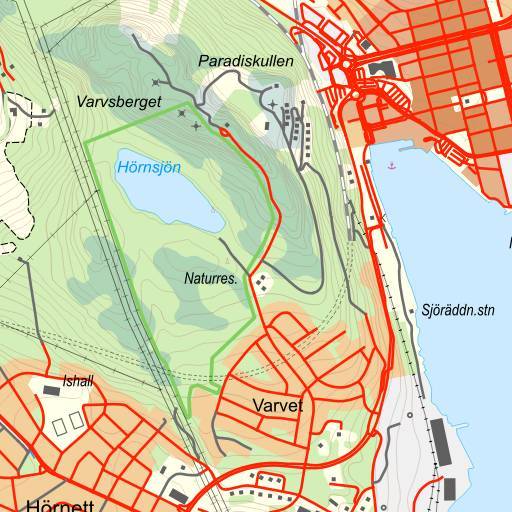 Paradiskullen
Varvsberget
Hörnsjön
Naturres.
Sjöräddn.stn
Ishall
Varvet
Hörnett